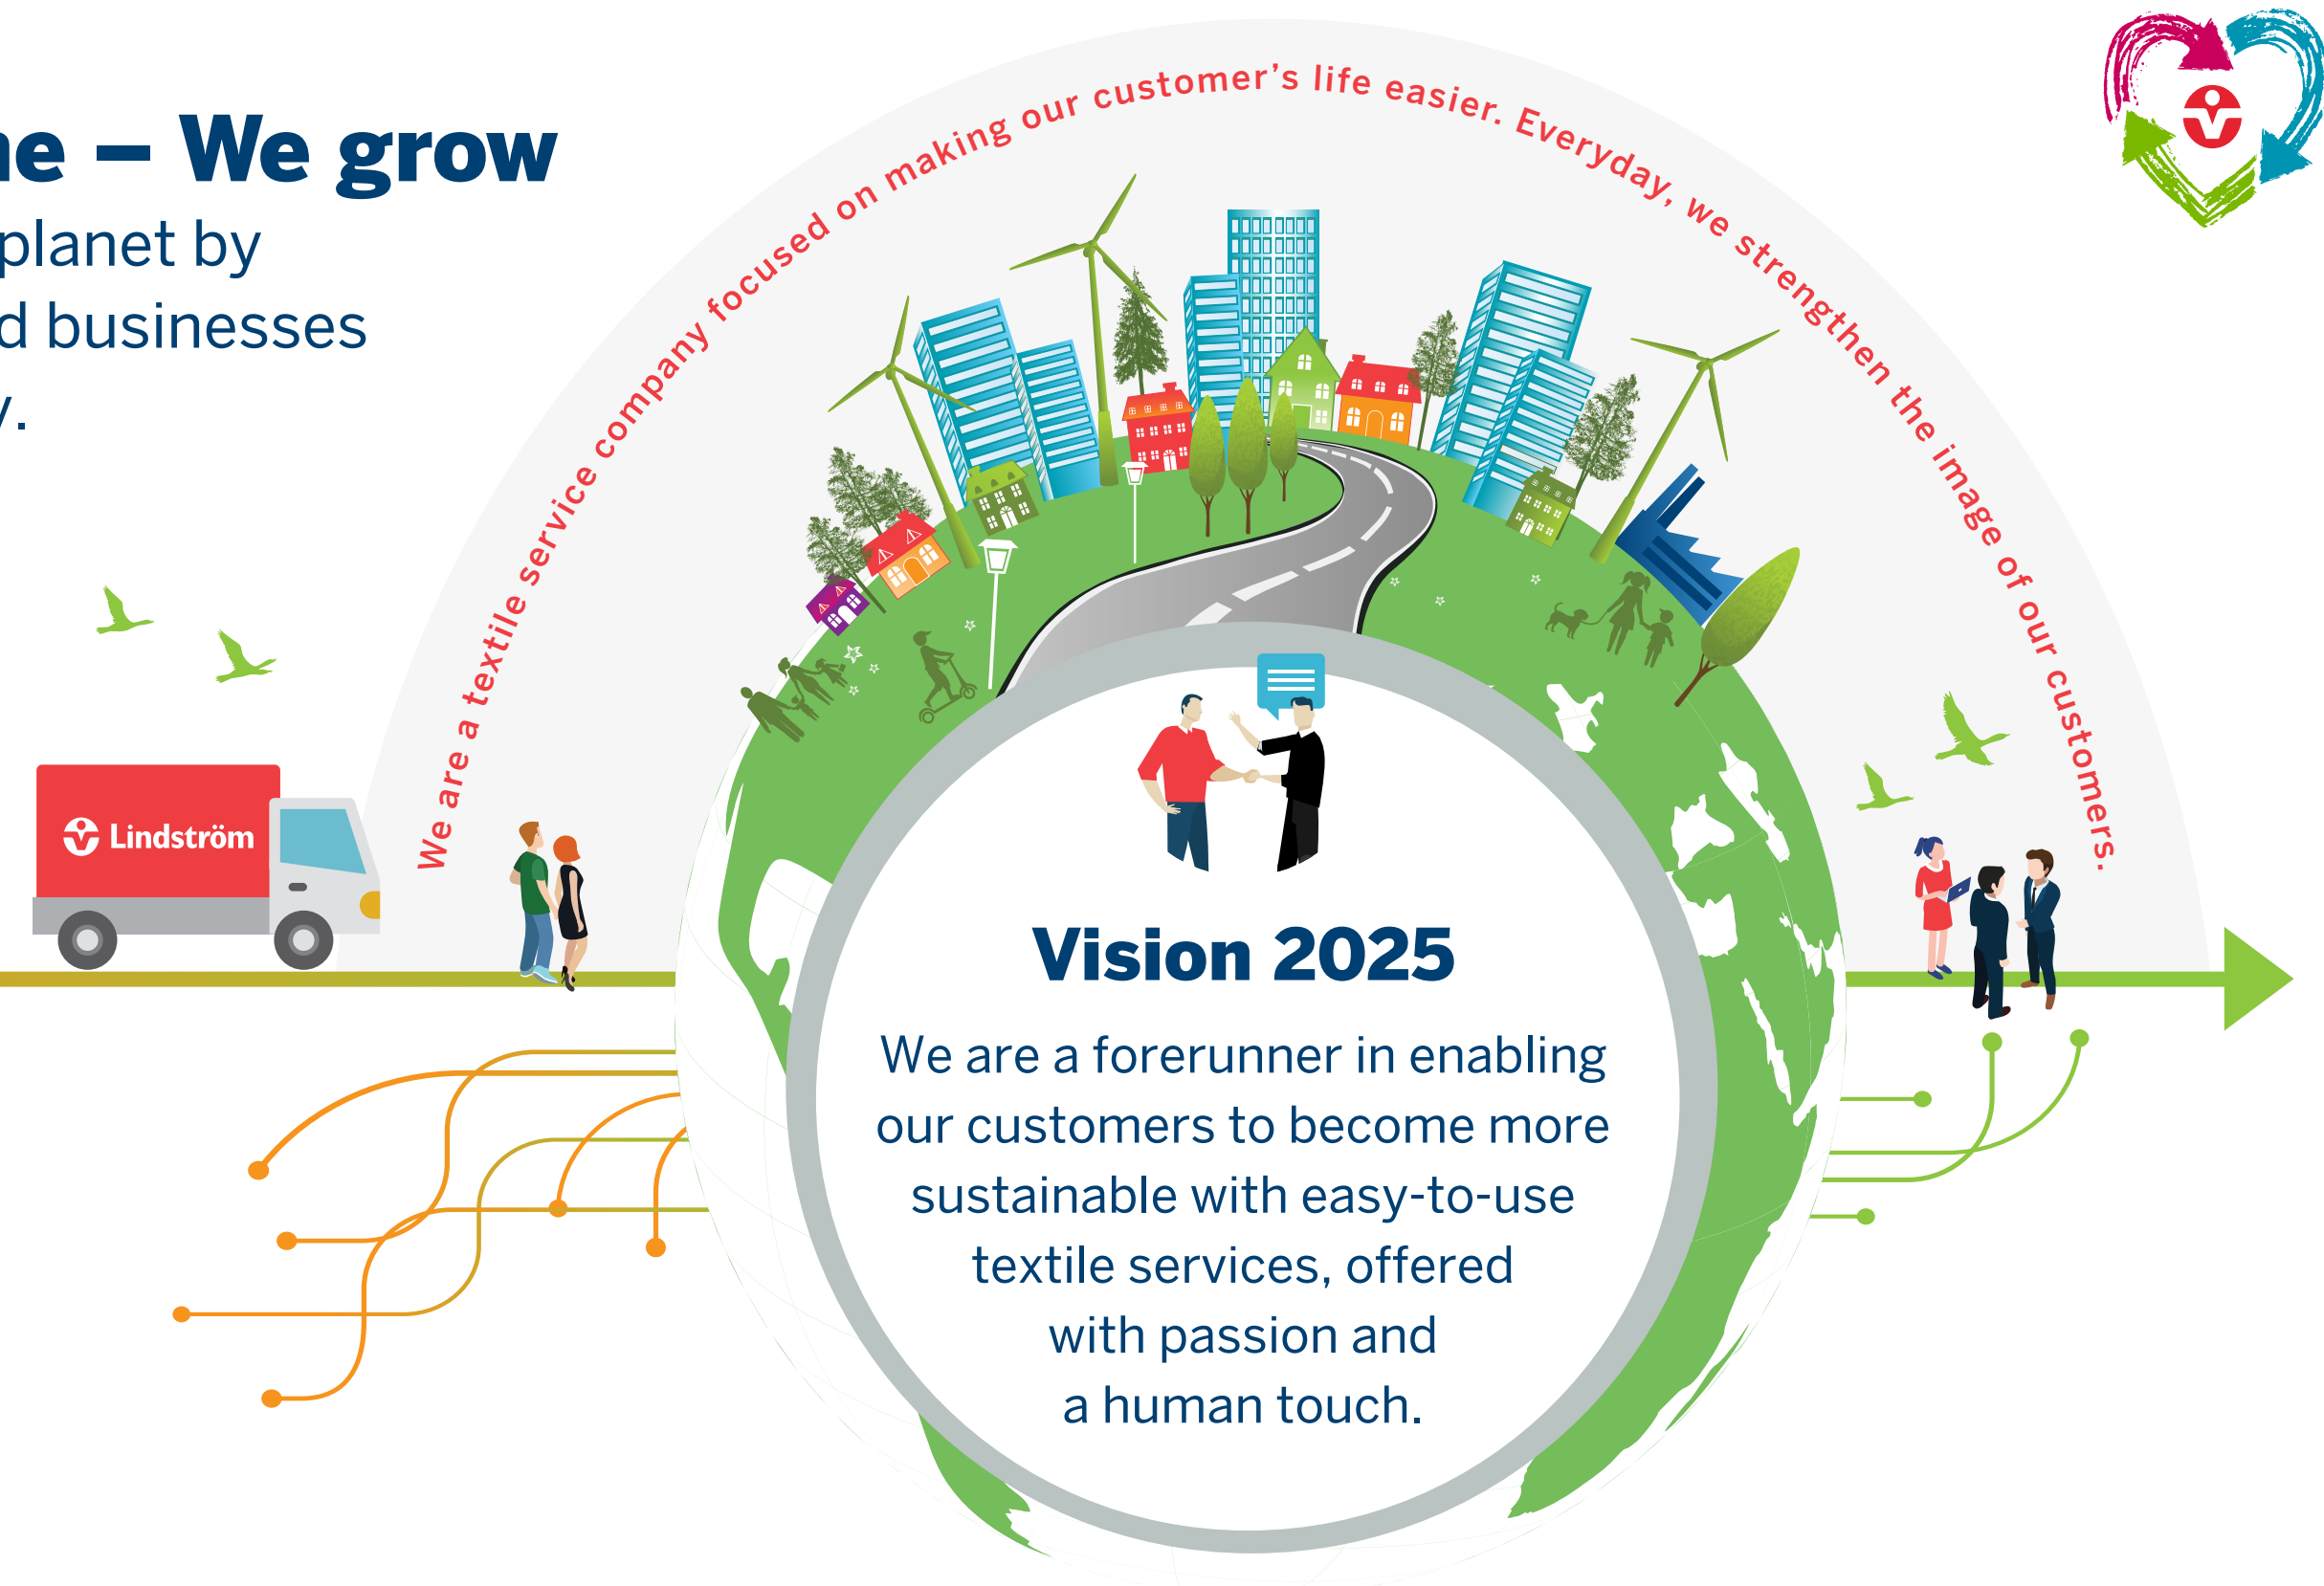 ne – We grow
planet by
d businesses
y.
We are a textile service company focused on making our customer’s life easier. Everyday, we strengthen the image of our customers.
Lindström
Vision 2025
We are a forerunner in enabling
our customers to become more
sustainable with easy-to-use
textile services, offered
with passion and
a human touch.